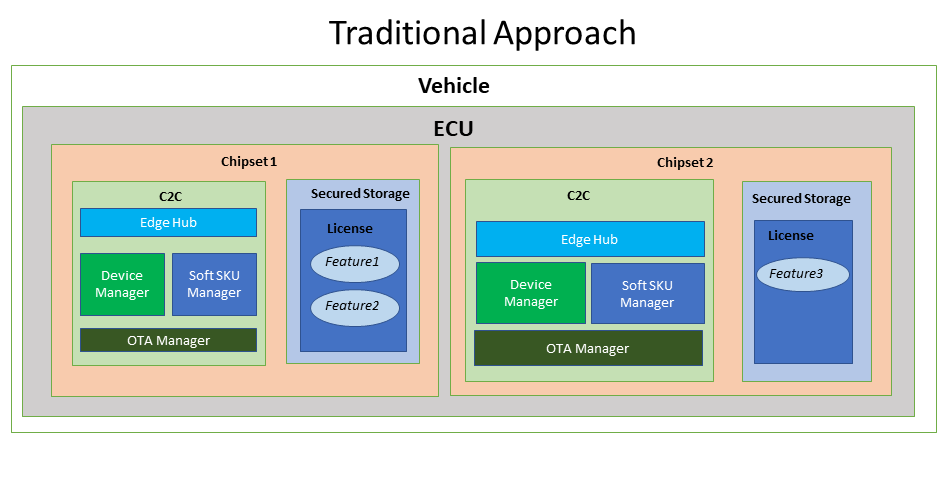 Traditional Approach
Vehicle
ECU
Chipset 1
C2C
Edge Hub
Device
Manager
Soft SKU
Manager
OTA Manager
Secured Storage
License
Feature1
Feature2
Chipset 2
C2C
Edge Hub
Device
Manager
Soft SKU
Manager
OTA Manager
Secured Storage
License
Feature3